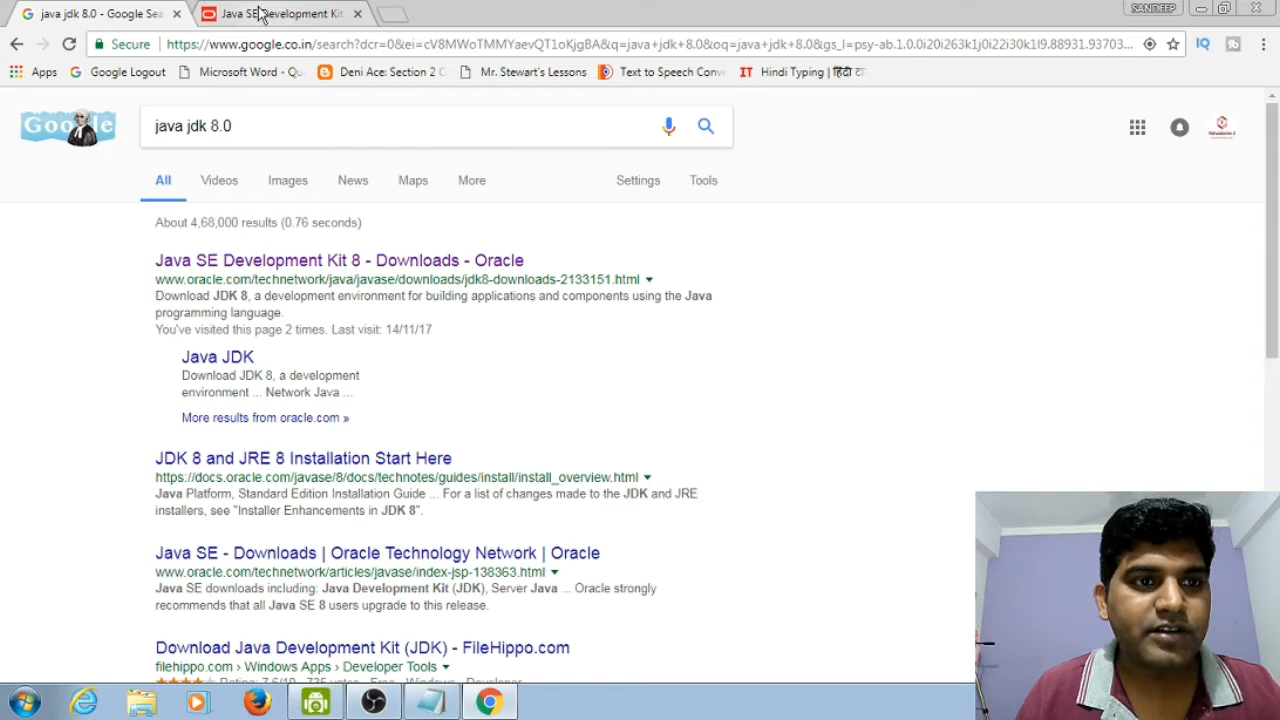 java jdk 8.0 - Google Sea
Java SE Development Kit
SANDEEP
Secure
https://www.google.co.in/search?dcr=0&ei=cV8MWoTMMYaevQT1oKjgBA&q=java+jdk+8.0&oq=java+jdk+8.0&gs_l=psy-ab.1.0.0i20i263k1j0i22i30k1l9.88931.93703...
Apps
Google Logout
Microsoft Word - Qu
Deni Ace: Section 2
Mr. Stewart's Lessons
Text to Speech Conv
Hindi Typing | हिंदी टा
Google
java jdk 8.0
All
Videos
Images
News
Maps
More
Settings
Tools
About 4,68,000 results (0.76 seconds)
Java SE Development Kit 8 - Downloads - Oracle
www.oracle.com/technetwork/java/javase/downloads/jdk8-downloads-2133151.html
Download JDK 8, a development environment for building applications and components using the Java
programming language.
You've visited this page 2 times. Last visit: 14/11/17
Java JDK
Download JDK 8, a development
environment ... Network Java ...
More results from oracle.com »
JDK 8 and JRE 8 Installation Start Here
https://docs.oracle.com/javase/8/docs/technotes/guides/install/install_overview.html
Java Platform, Standard Edition Installation Guide ... For a list of changes made to the JDK and JRE
installers, see "Installer Enhancements in JDK 8".
Java SE - Downloads | Oracle Technology Network | Oracle
www.oracle.com/technetwork/articles/javase/index-jsp-138363.html
Java SE downloads including: Java Development Kit (JDK), Server Java ... Oracle strongly
recommends that all Java SE 8 users upgrade to this release.
Download Java Development Kit (JDK) - FileHippo.com
filehippo.com › Windows Apps › Developer Tools